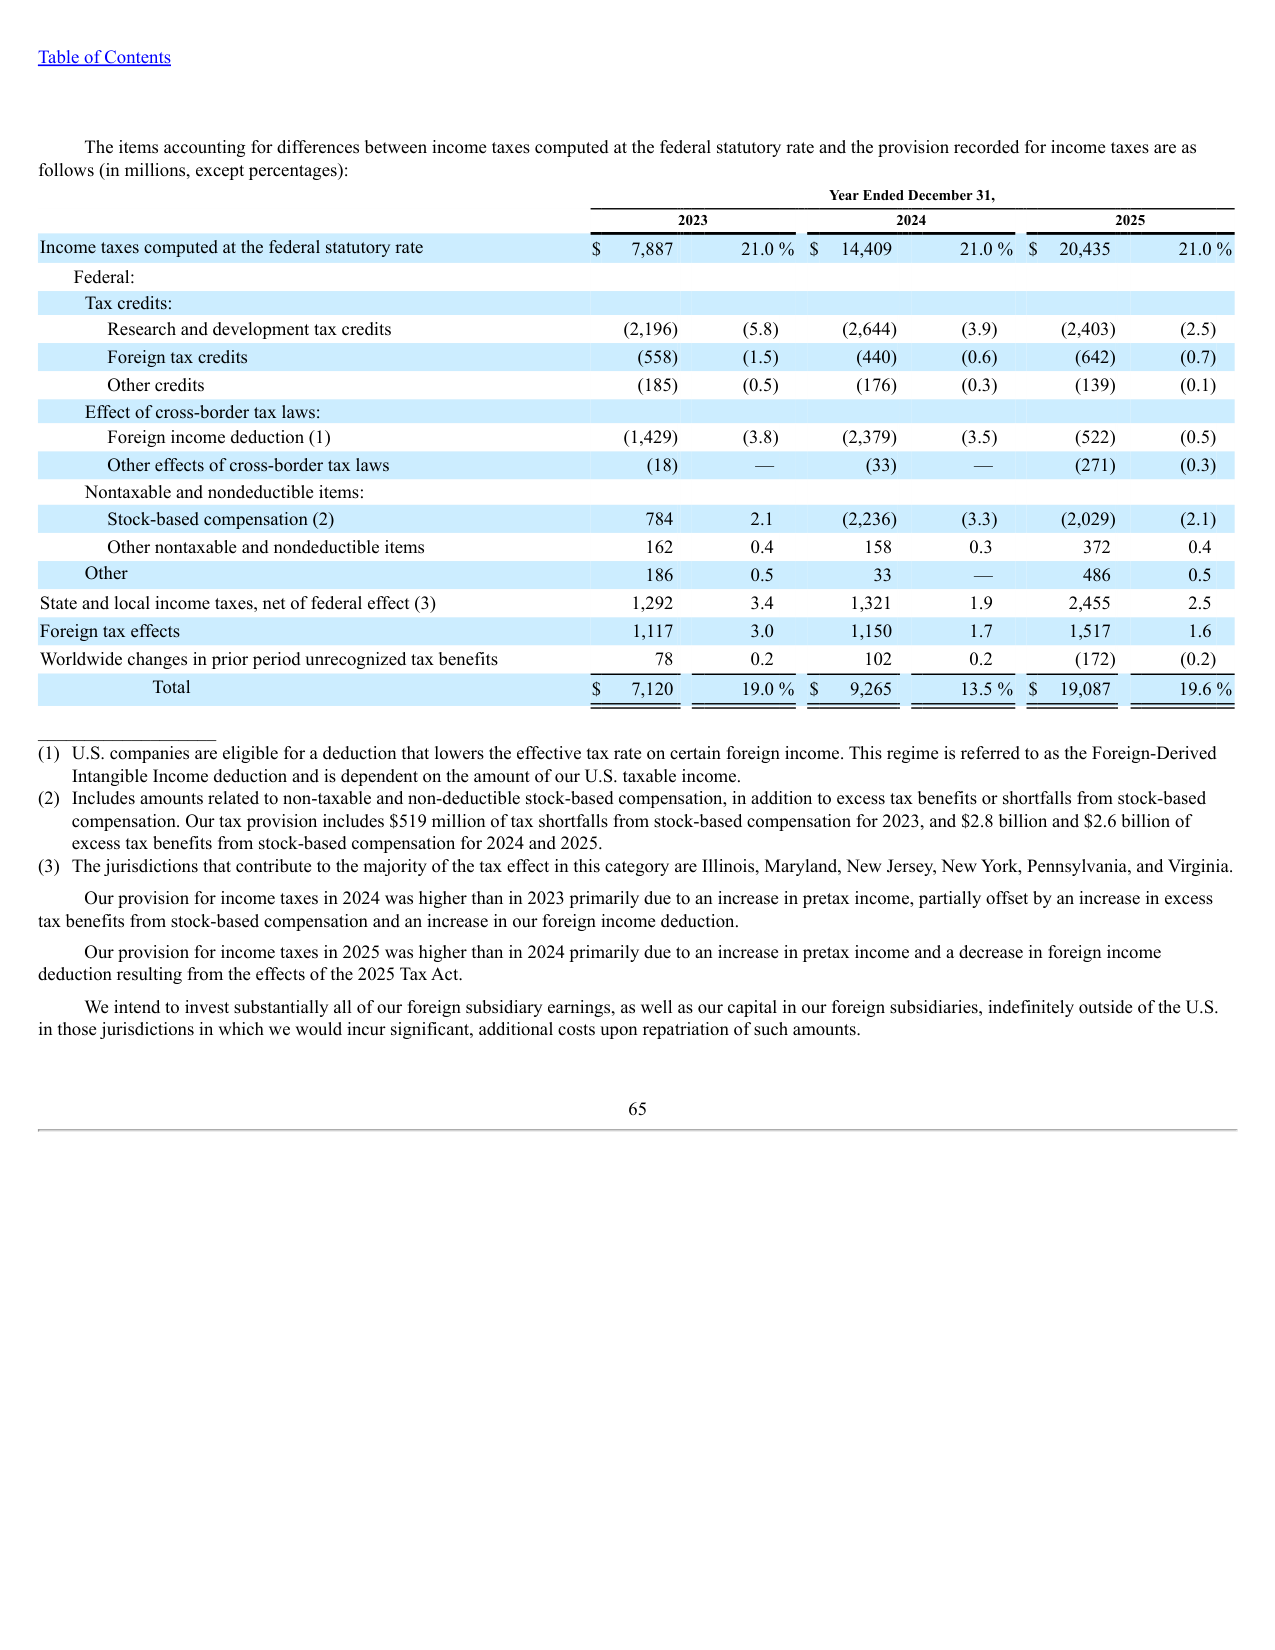 Table of Contents
The items accounting for differences between income taxes computed at the federal statutory rate and the provision recorded for income taxes are as
follows (in millions, except percentages):
Year Ended December 31,
2023 2024 2025
Income taxes computed at the federal statutory rate $ 7,887 21.0 % $ 14,409 21.0 % $ 20,435 21.0 %
Federal:
Tax credits:
Research and development tax credits (2,196) (5.8) (2,644) (3.9) (2,403) (2.5)
Foreign tax credits (558) (1.5) (440) (0.6) (642) (0.7)
Other credits (185) (0.5) (176) (0.3) (139) (0.1)
Effect of cross-border tax laws:
Foreign income deduction (1) (1,429) (3.8) (2,379) (3.5) (522) (0.5)
Other effects of cross-border tax laws (18) — (33) — (271) (0.3)
Nontaxable and nondeductible items:
Stock-based compensation (2) 784 2.1 (2,236) (3.3) (2,029) (2.1)
Other nontaxable and nondeductible items 162 0.4 158 0.3 372 0.4
Other 186 0.5 33 — 486 0.5
State and local income taxes, net of federal effect (3) 1,292 3.4 1,321 1.9 2,455 2.5
Foreign tax effects 1,117 3.0 1,150 1.7 1,517 1.6
Worldwide changes in prior period unrecognized tax benefits 78 0.2 102 0.2 (172) (0.2)
Total $ 7,120 19.0 % $ 9,265 13.5 % $ 19,087 19.6 %
(1) U.S. companies are eligible for a deduction that lowers the effective tax rate on certain foreign income. This regime is referred to as the Foreign-Derived
Intangible Income deduction and is dependent on the amount of our U.S. taxable income.
(2) Includes amounts related to non-taxable and non-deductible stock-based compensation, in addition to excess tax benefits or shortfalls from stock-based
compensation. Our tax provision includes $519 million of tax shortfalls from stock-based compensation for 2023, and $2.8 billion and $2.6 billion of
excess tax benefits from stock-based compensation for 2024 and 2025.
(3) The jurisdictions that contribute to the majority of the tax effect in this category are Illinois, Maryland, New Jersey, New York, Pennsylvania, and Virginia.
Our provision for income taxes in 2024 was higher than in 2023 primarily due to an increase in pretax income, partially offset by an increase in excess
tax benefits from stock-based compensation and an increase in our foreign income deduction.
Our provision for income taxes in 2025 was higher than in 2024 primarily due to an increase in pretax income and a decrease in foreign income
deduction resulting from the effects of the 2025 Tax Act.
We intend to invest substantially all of our foreign subsidiary earnings, as well as our capital in our foreign subsidiaries, indefinitely outside of the U.S.
in those jurisdictions in which we would incur significant, additional costs upon repatriation of such amounts.
65